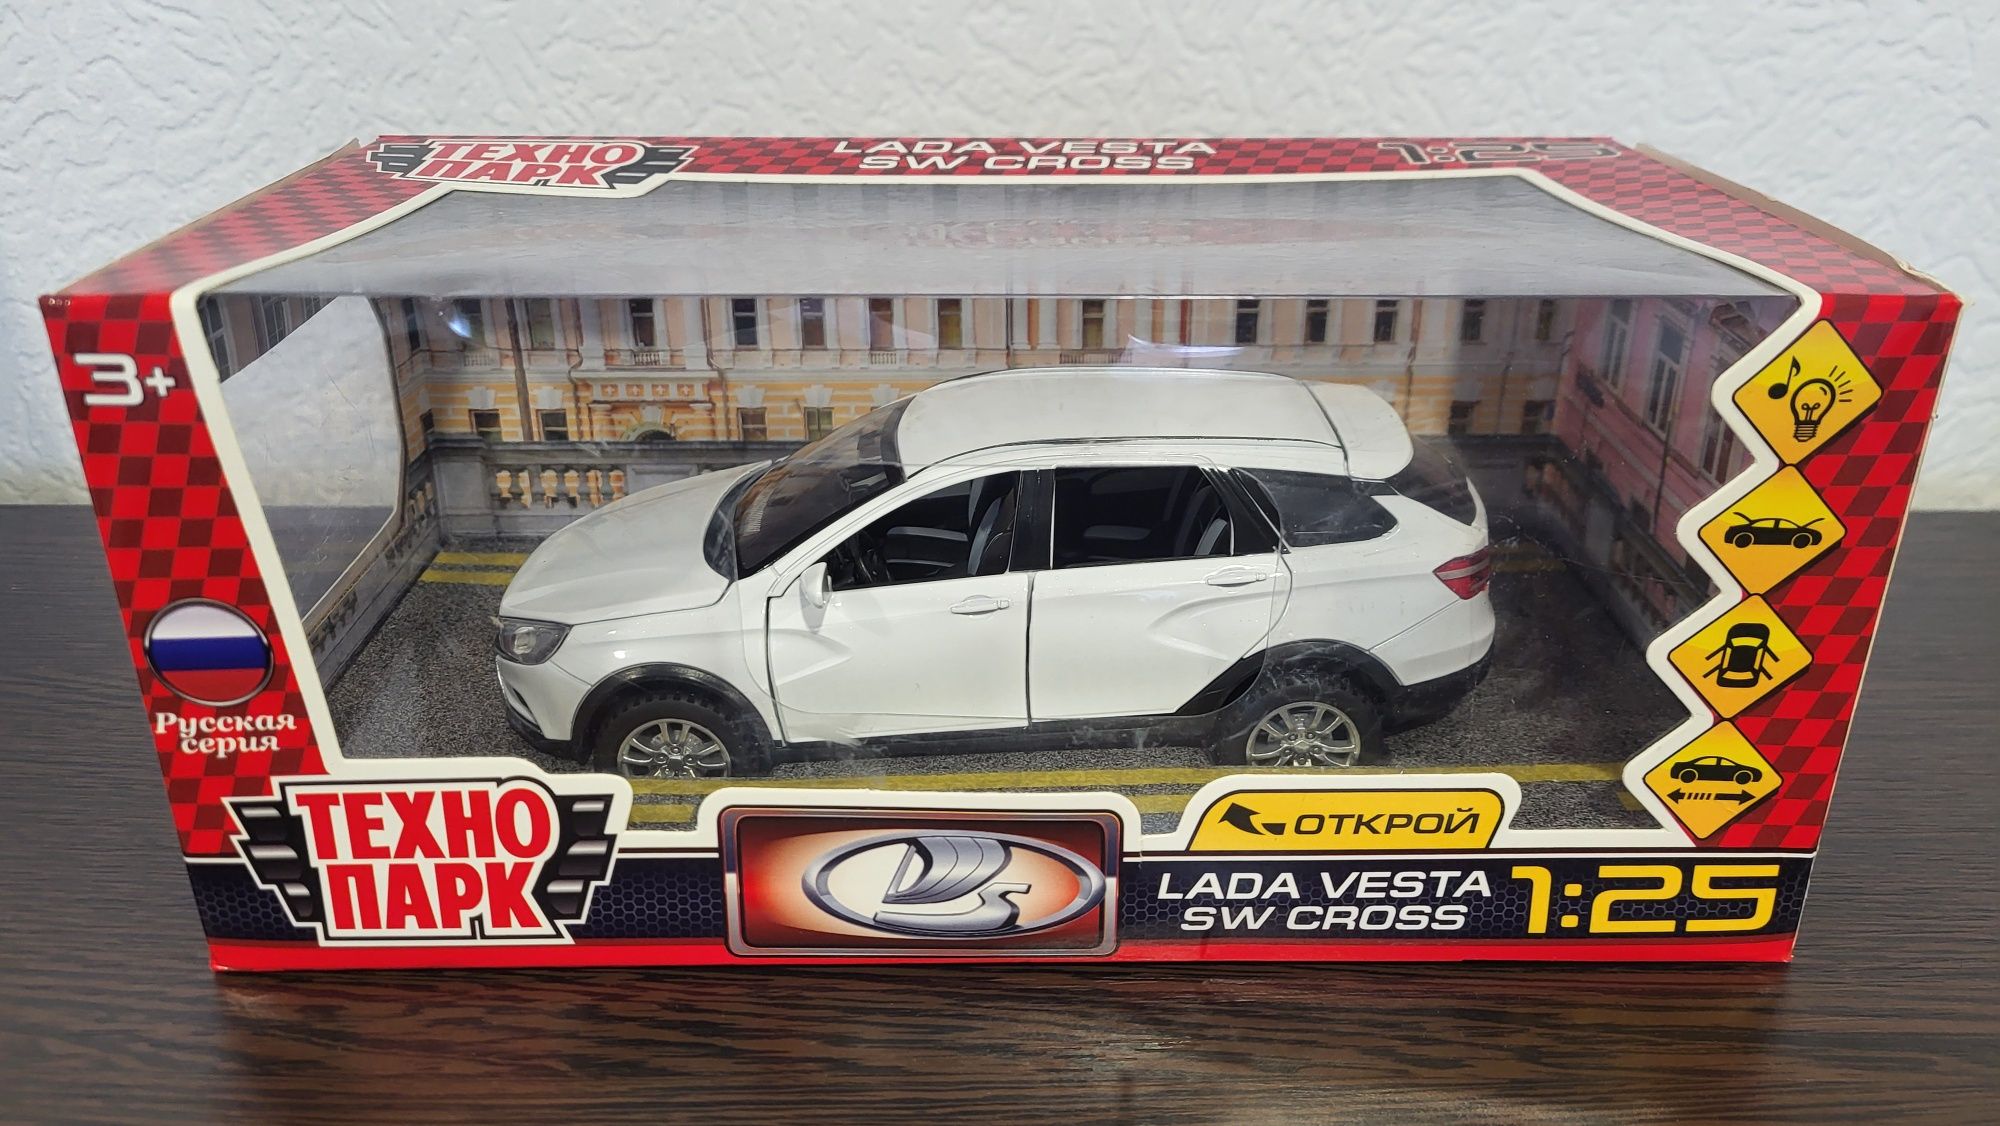 ТЕХНО
ПАРК
LADA VESTA
SW CROSS
1:25
3+
Русская
серия
ТЕХНО
ПАРК
ОТКРОЙ
LADA VESTA
SW CROSS
1:25